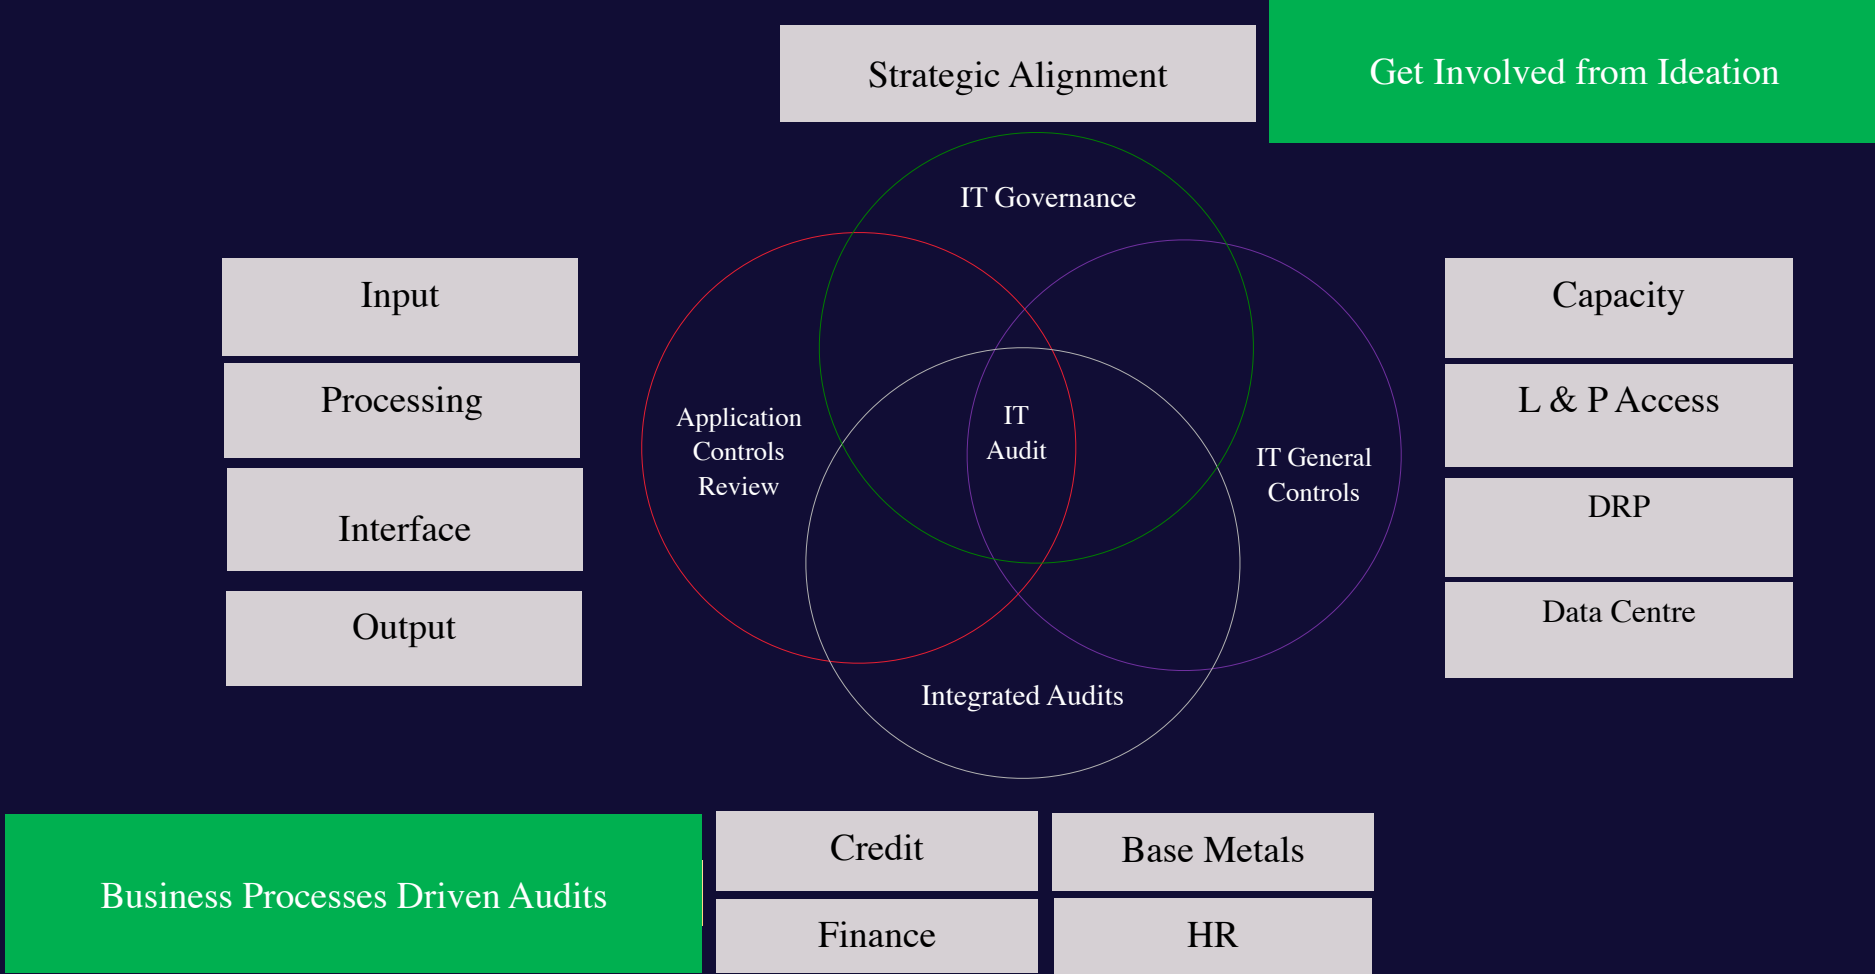 Strategic Alignment
Get Involved from Ideation
IT Governance
Input
Capacity
Processing
L & P Access
Application
Controls
Review
IT
Audit
IT General
Controls
Interface
DRP
Output
Data Centre
Integrated Audits
Business Processes Driven Audits
Credit
Base Metals
Finance
HR